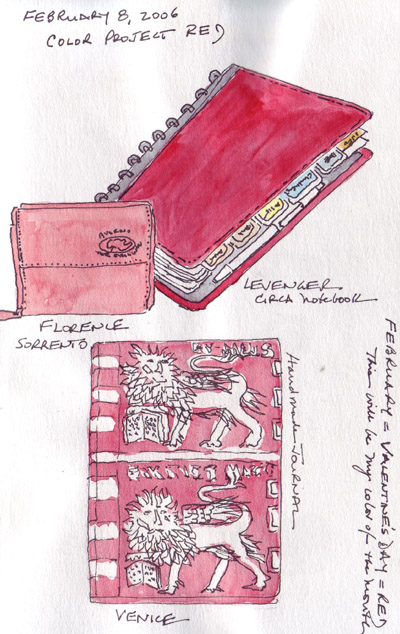 FEBRUARY 8, 2006
COLOR PROJECT RED
LEVENGER
CIRCA NOTEBOOK
FLORENCE
SORRENTO
Handmade Journal
VENICE
FEBRUARY = VALENTINE'S DAY = RED
This will be my color of the month